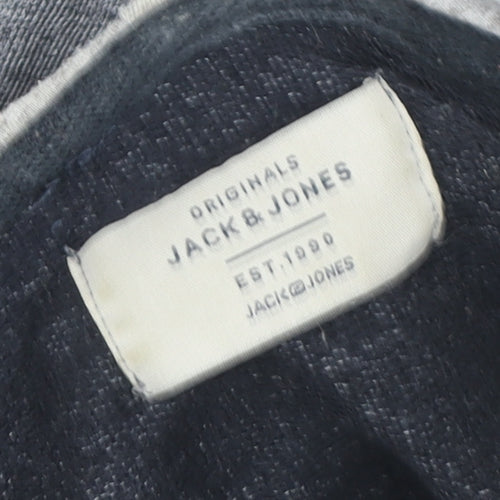 ORIGINALS
JACK & JONES
EST. 1990
JACK JONES